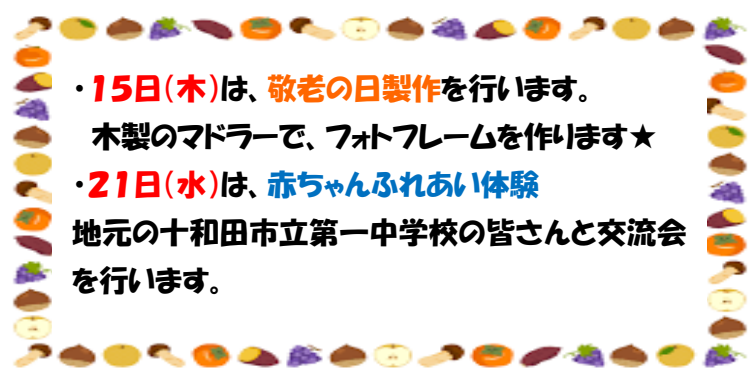 ・15日(木)は、敬老の日製作を行います。
木製のマドラーで、フォトフレームを作ります★
・21日(水)は、赤ちゃんふれあい体験
地元の十和田市立第一中学校の皆さんと交流会
を行います。